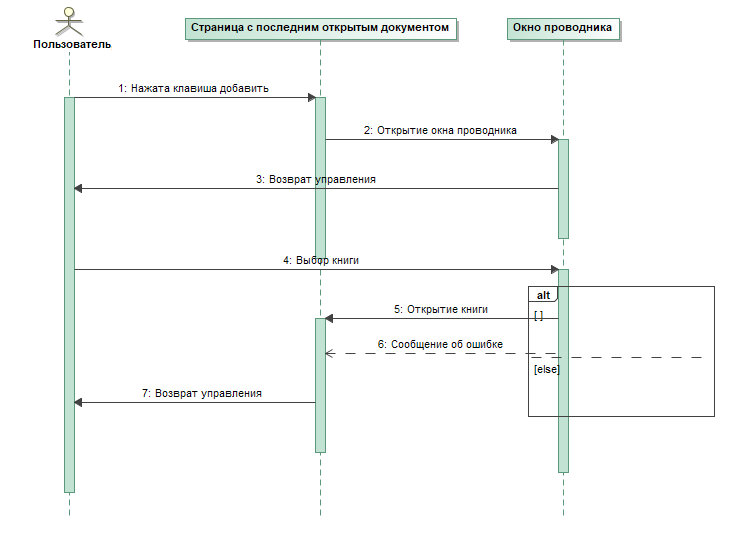 Пользователь
Страница с последним открытым документом
Окно проводника
1: Нажата клавиша добавить
2: Открытие окна проводника
3: Возврат управления
4: Выбор книги
alt
5: Открытие книги
[ ]
6: Сообщение об ошибке
[else]
7: Возврат управления